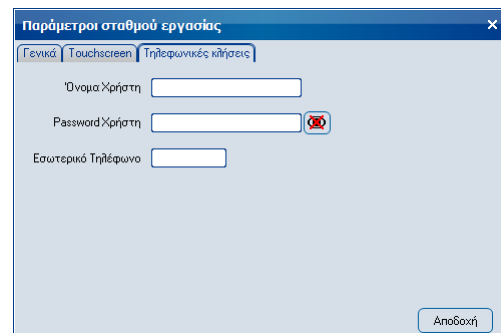 Παράμετροι σταθμού εργασίας
Γενικά Touchscreen Τηλεφωνικές κλήσεις
Όνομα Χρήστη
Password Χρήστη
Εσωτερικό Τηλέφωνο
Αποδοχή